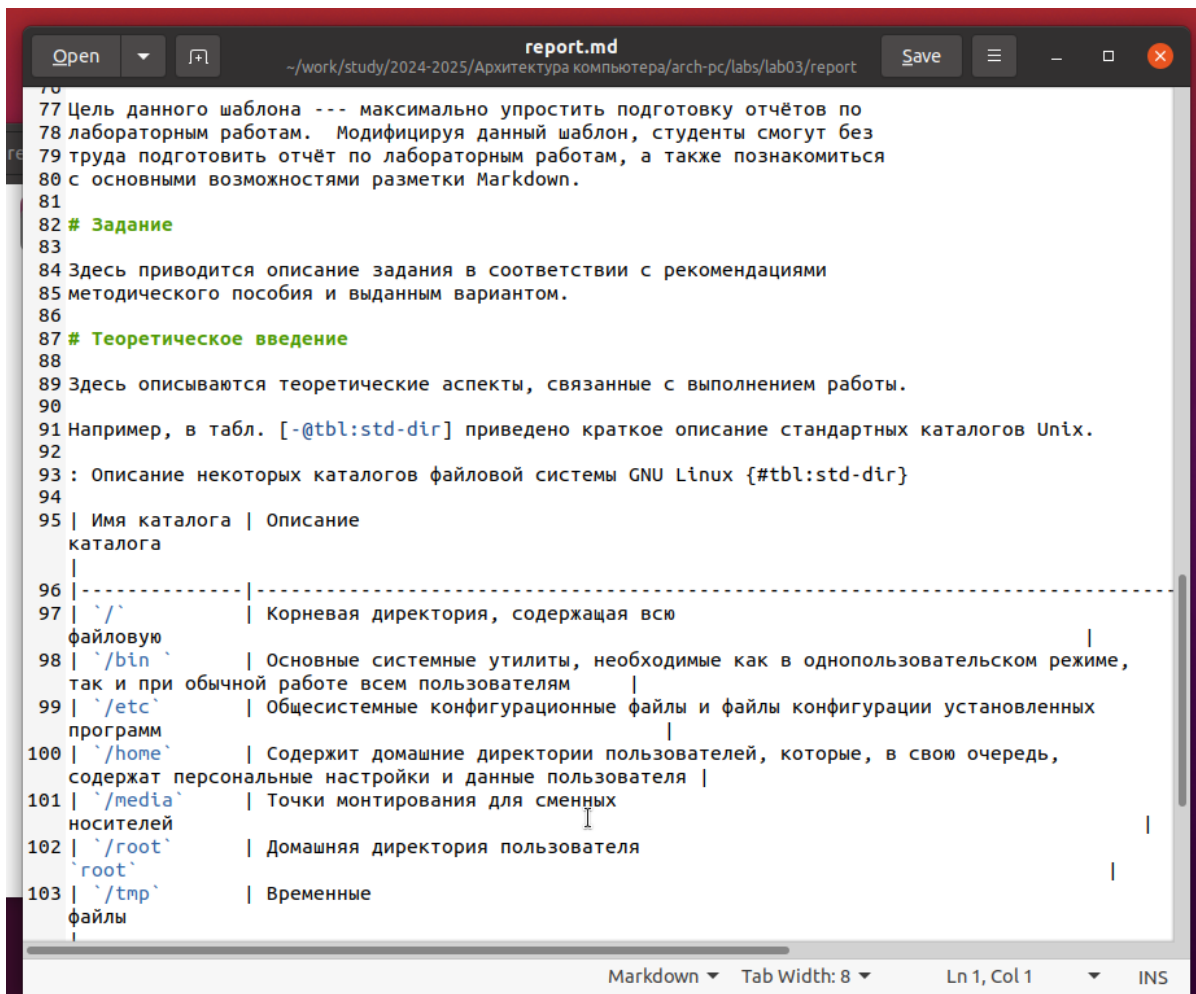 Open
report.md
~/work/study/2024-2025/Архитектура компьютера/arch-pc/labs/lab03/report
Save
76
77 Цель данного шаблона --- максимально упростить подготовку отчётов по
78 лабораторным работам.  Модифицируя данный шаблон, студенты смогут без
79 труда подготовить отчёт по лабораторным работам, а также познакомиться
80 с основными возможностями разметки Markdown.
81
82 # Задание
83
84 Здесь приводится описание задания в соответствии с рекомендациями
85 методического пособия и выданным вариантом.
86
87 # Теоретическое введение
88
89 Здесь описываются теоретические аспекты, связанные с выполнением работы.
90
91 Например, в табл. [-@tbl:std-dir] приведено краткое описание стандартных каталогов Unix.
92
93 : Описание некоторых каталогов файловой системы GNU Linux {#tbl:std-dir}
94
95 | Имя каталога | Описание
каталога
|
96 |--------------|-------------------------------------------------------------------------------
97 | `/`          | Корневая директория, содержащая всю
файловую |
98 | `/bin `      | Основные системные утилиты, необходимые как в однопользовательском режиме,
так и при обычной работе всем пользователям |
99 | `/etc`       | Общесистемные конфигурационные файлы и файлы конфигурации установленных
программ |
100 | `/home`      | Содержит домашние директории пользователей, которые, в свою очередь,
содержат персональные настройки и данные пользователя |
101 | `/media`     | Точки монтирования для сменных
носителей |
102 | `/root`      | Домашняя директория пользователя
`root` |
103 | `/tmp`       | Временные
файлы
|
Markdown Tab Width: 8 Ln 1, Col 1 INS